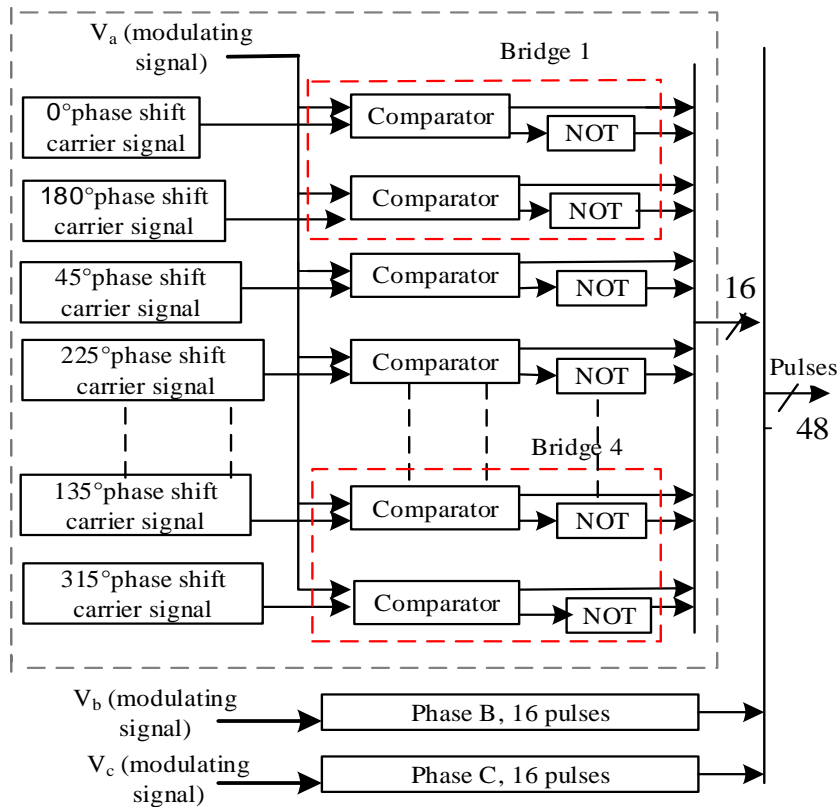 V_a (modulating
signal)
Bridge 1
0°phase shift
carrier signal
Comparator
NOT
180°phase shift
carrier signal
Comparator
NOT
45°phase shift
carrier signal
Comparator
NOT
16
225°phase shift
carrier signal
Comparator
NOT
Pulses
48
Bridge 4
135°phase shift
carrier signal
Comparator
NOT
315°phase shift
carrier signal
Comparator
NOT
V_b (modulating
signal)
Phase B, 16 pulses
V_c (modulating
signal)
Phase C, 16 pulses